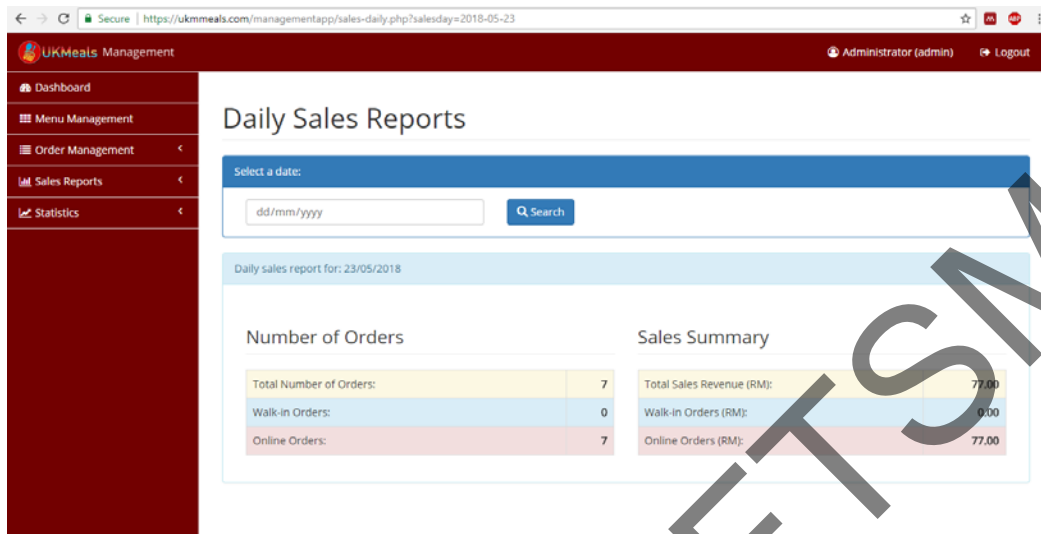 Secure | https://ukmmeals.com/managementapp/sales-daily.php?salesday=2018-05-23
ABP
UKMeals Management
Administrator (admin) Logout
Dashboard
Menu Management
Order Management
Sales Reports
Statistics
Daily Sales Reports
Select a date:
dd/mm/yyyy Search
Daily sales report for: 23/05/2018
Number of Orders
Total Number of Orders: 7
Walk-in Orders: 0
Online Orders: 7
Sales Summary
Total Sales Revenue (RM): 77.00
Walk-in Orders (RM): 0.00
Online Orders (RM): 77.00
FTSM